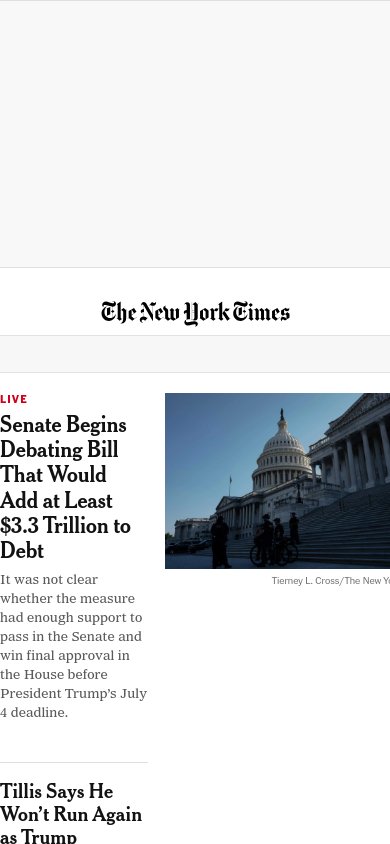 The New York Times
LIVE
Senate Begins
Debating Bill
That Would
Add at Least
$3.3 Trillion to
Debt
It was not clear
whether the measure
had enough support to
pass in the Senate and
win final approval in
the House before
President Trump’s July
4 deadline.
Tierney L. Cross/The New Yo
Tillis Says He
Won’t Run Again
as Trump